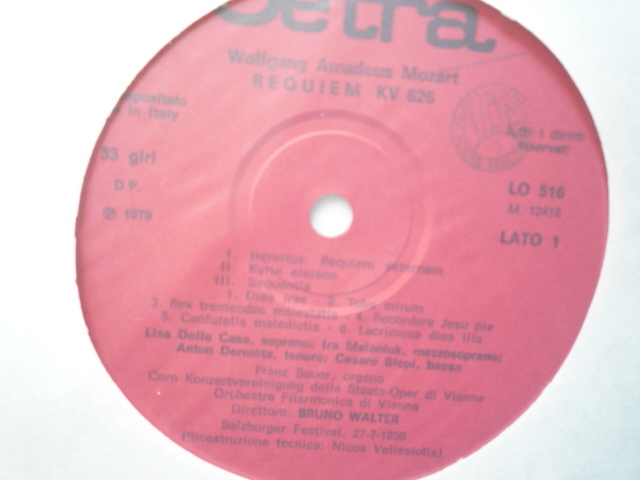 Cetra
Wolfgang Amadeus Mozart
REQUIEM KV 626
Depositato
in Italy
Tutti i diritti
riservati
33 giri
LO 516
D.P.
M. 12416
℗ 1979
LATO 1
I. Introitus: Requiem aeternam
II. Kyrie eleison
III. Sequentia
1. Dies irae - 2. Tuba mirum
3. Rex tremendae maiestatis - 4. Recordare Jesu pie
5. Confutatis maledictis - 6. Lacrimosa dies illa
Lisa Della Casa, soprano; Ira Malaniuk, mezzosoprano;
Anton Dermota, tenore; Cesare Siepi, basso
Franz Sauer, organo
Coro Konzertvereinigung della Staats-Oper di Vienna
Orchestra Filarmonica di Vienna
Direttore: BRUNO WALTER
Salzburger Festival, 27-7-1956
(Ricostruzione tecnica: Nicos Velissiotis)